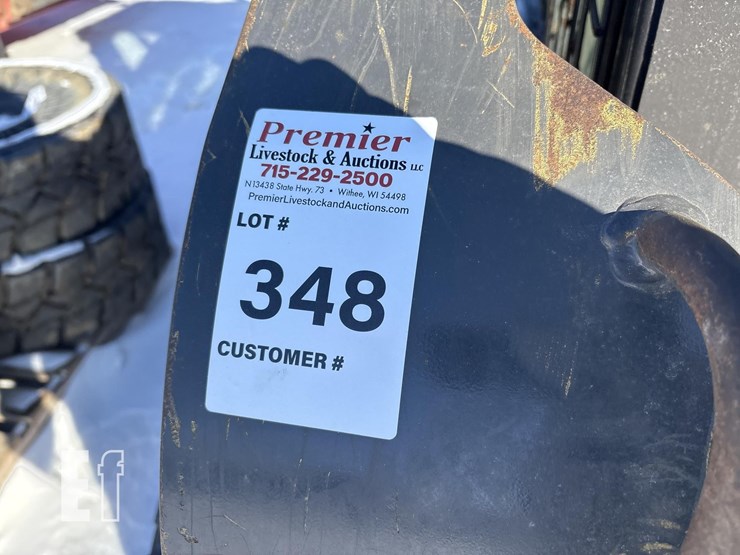 Premier
Livestock & Auctions LLC
715-229-2500
N13438 State Hwy. 73 • Withee, WI 54498
PremierLivestockandAuctions.com
LOT #
348
CUSTOMER #
Ef